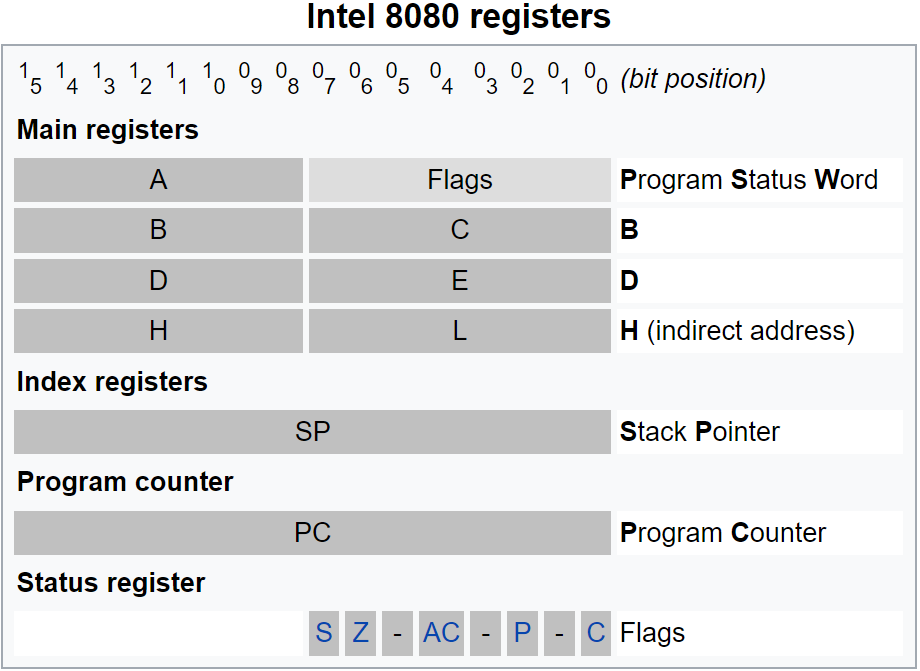 Intel 8080 registers
15 14 13 12 11 10 09 08 07 06 05 04 03 02 01 00 (bit position)
Main registers
A Flags Program Status Word
B C B
D E D
H L H (indirect address)
Index registers
SP Stack Pointer
Program counter
PC Program Counter
Status register
S Z - AC - P - C Flags